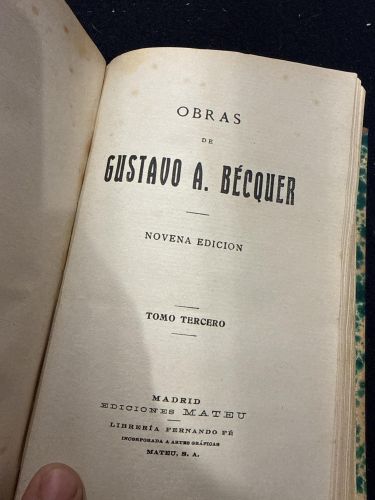 OBRAS
DE
GUSTAVO A. BÉCQUER
NOVENA EDICION
TOMO TERCERO
MADRID
EDICIONES MATEU
LIBRERÍA FERNANDO FÉ
INCORPORADA A ARTES GRÁFICAS
MATEU, S. A.